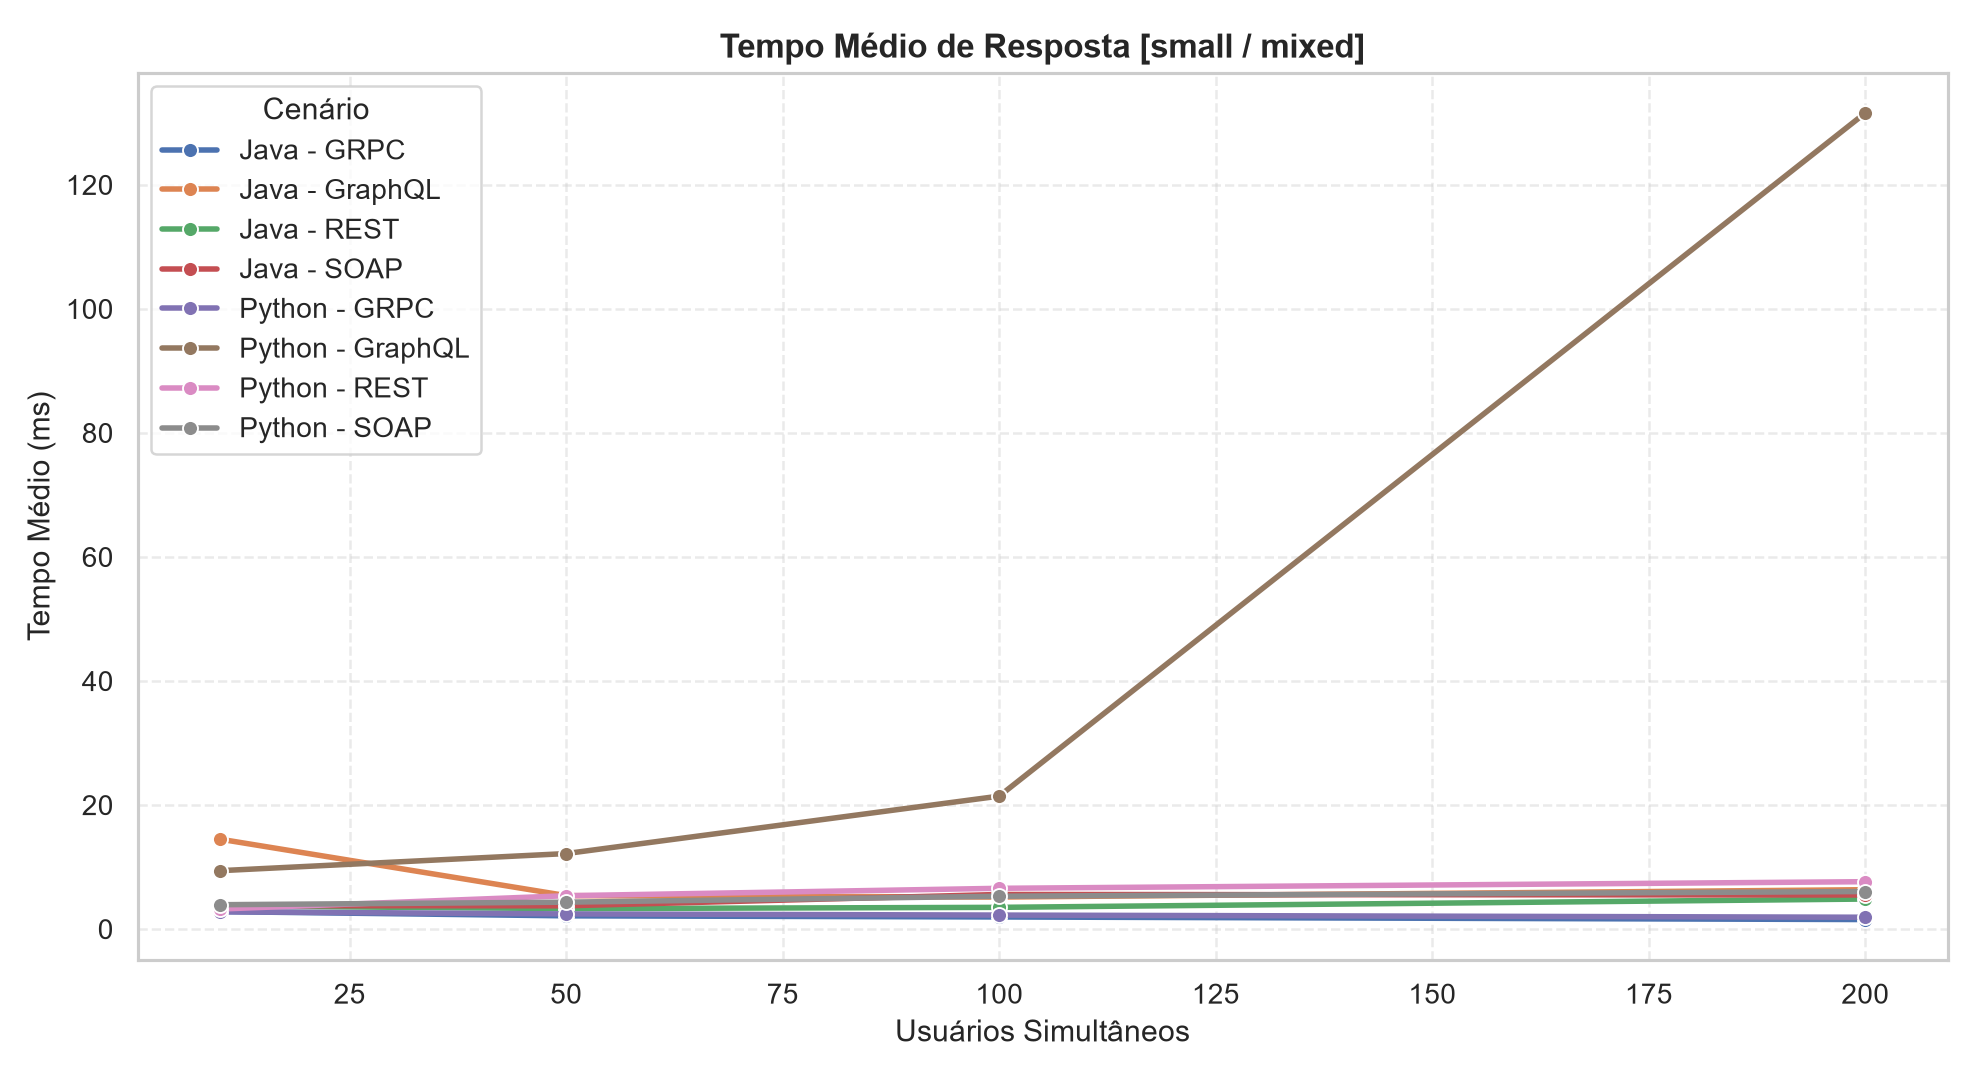 Tempo Médio de Resposta [small / mixed]
Cenário
Java - GRPC
Java - GraphQL
Java - REST
Java - SOAP
Python - GRPC
Python - GraphQL
Python - REST
Python - SOAP
Tempo Médio (ms)
120
100
80
60
40
20
0
25 50 75 100 125 150 175 200
Usuários Simultâneos